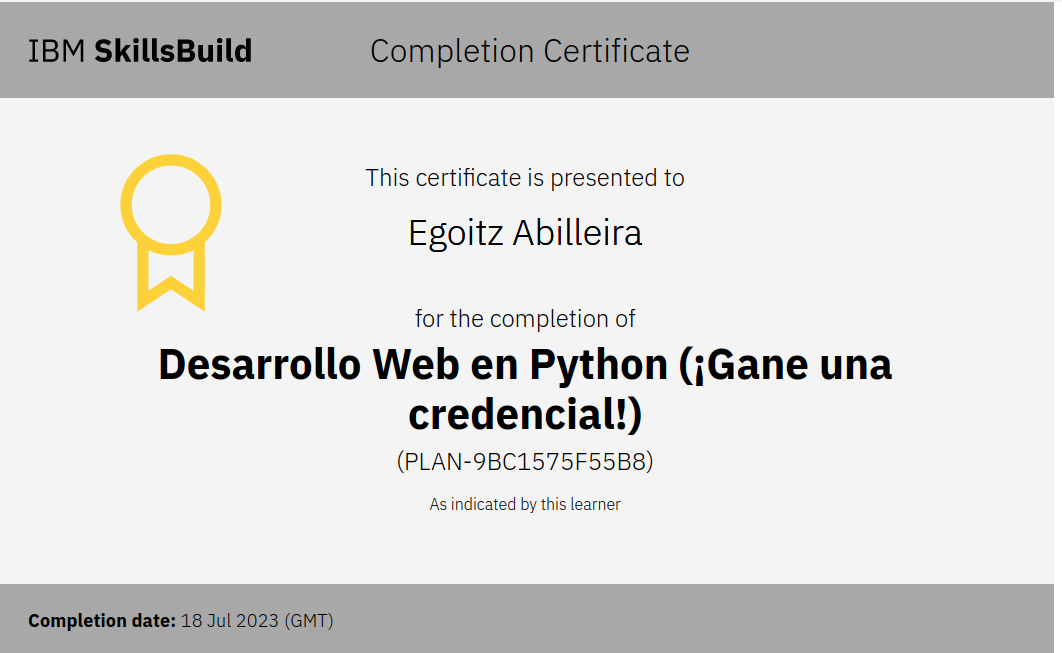 IBM SkillsBuild
Completion Certificate
This certificate is presented to
Egoitz Abilleira
for the completion of
Desarrollo Web en Python (¡Gane una
credencial!)
(PLAN-9BC1575F55B8)
As indicated by this learner
Completion date: 18 Jul 2023 (GMT)